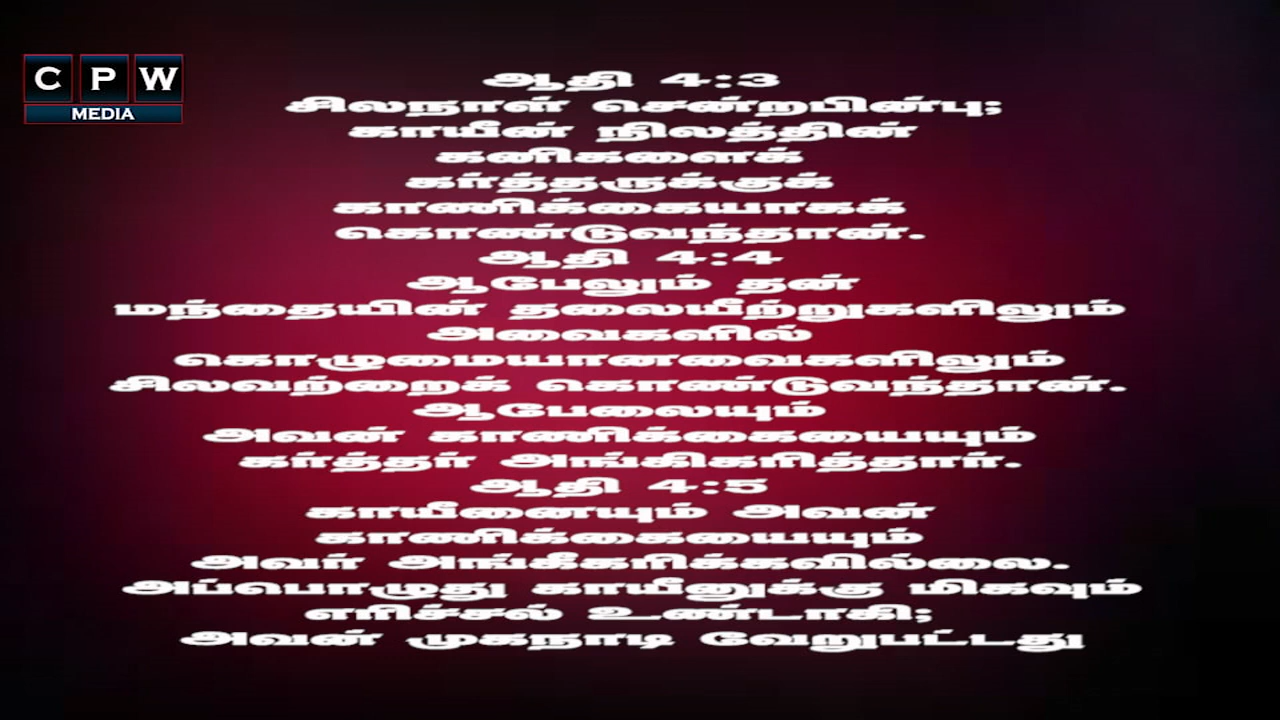 C P W
MEDIA
ஆதி 4:3
சிலநாள் சென்றபின்பு;
காயீன் நிலத்தின்
கனிகளைக்
கர்த்தருக்குக்
காணிக்கையாகக்
கொண்டுவந்தான்.
ஆதி 4:4
ஆபேலும் தன்
மந்தையின் தலையீற்றுகளிலும்
அவைகளில்
கொழுமையானவைகளிலும்
சிலவற்றைக் கொண்டுவந்தான்.
ஆபேலையும்
அவன் காணிக்கையையும்
கர்த்தர் அங்கிகரித்தார்.
ஆதி 4:5
காயீனையும் அவன்
காணிக்கையையும்
அவர் அங்கீகரிக்கவில்லை.
அப்பொழுது காயீனுக்கு மிகவும்
எரிச்சல் உண்டாகி;
அவன் முகநாடி வேறுபட்டது